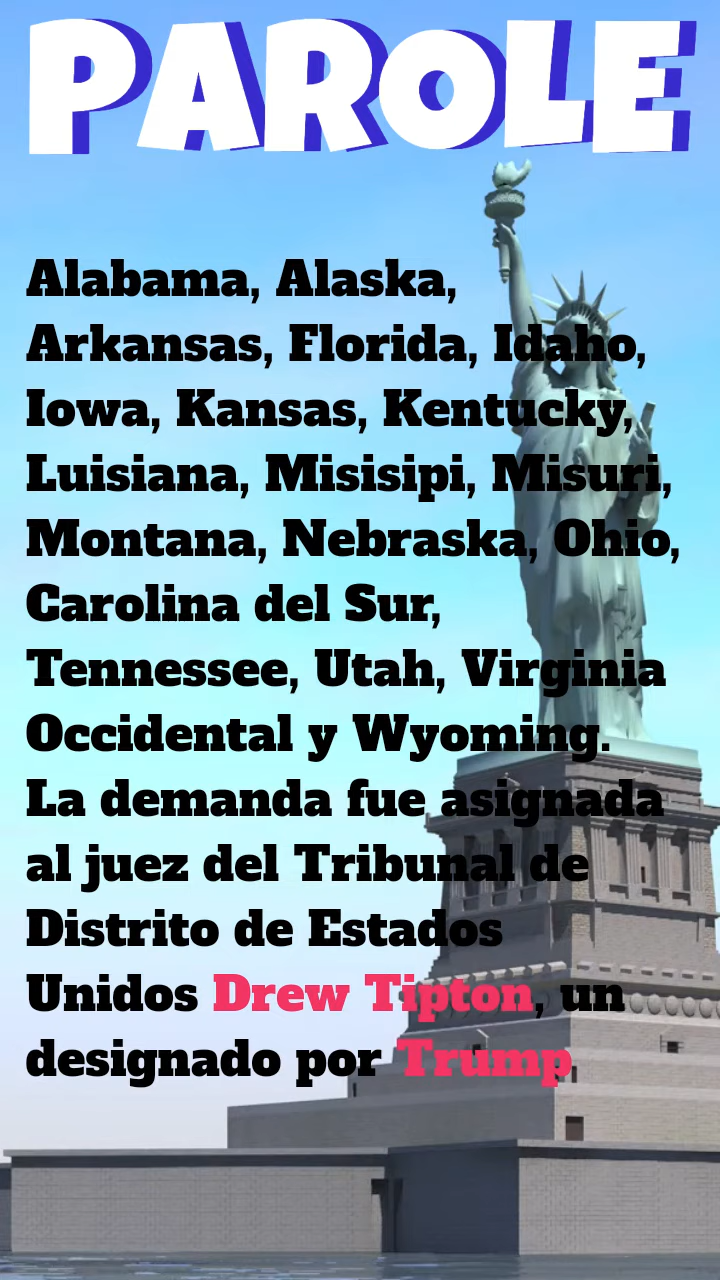 PAROLE
Alabama, Alaska,
Arkansas, Florida, Idaho,
Iowa, Kansas, Kentucky,
Luisiana, Misisipi, Misuri,
Montana, Nebraska, Ohio,
Carolina del Sur,
Tennessee, Utah, Virginia
Occidental y Wyoming.
La demanda fue asignada
al juez del Tribunal de
Distrito de Estados
Unidos Drew Tipton, un
designado por Trump